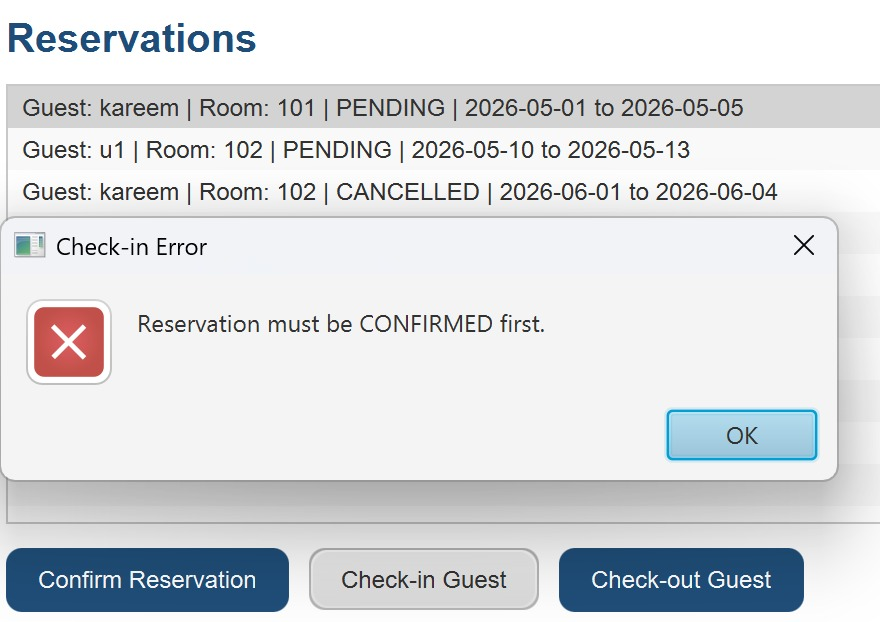 Reservations
Guest: kareem | Room: 101 | PENDING | 2026-05-01 to 2026-05-05
Guest: u1 | Room: 102 | PENDING | 2026-05-10 to 2026-05-13
Guest: kareem | Room: 102 | CANCELLED | 2026-06-01 to 2026-06-04
Check-in Error
Reservation must be CONFIRMED first.
OK
Confirm Reservation
Check-in Guest
Check-out Guest